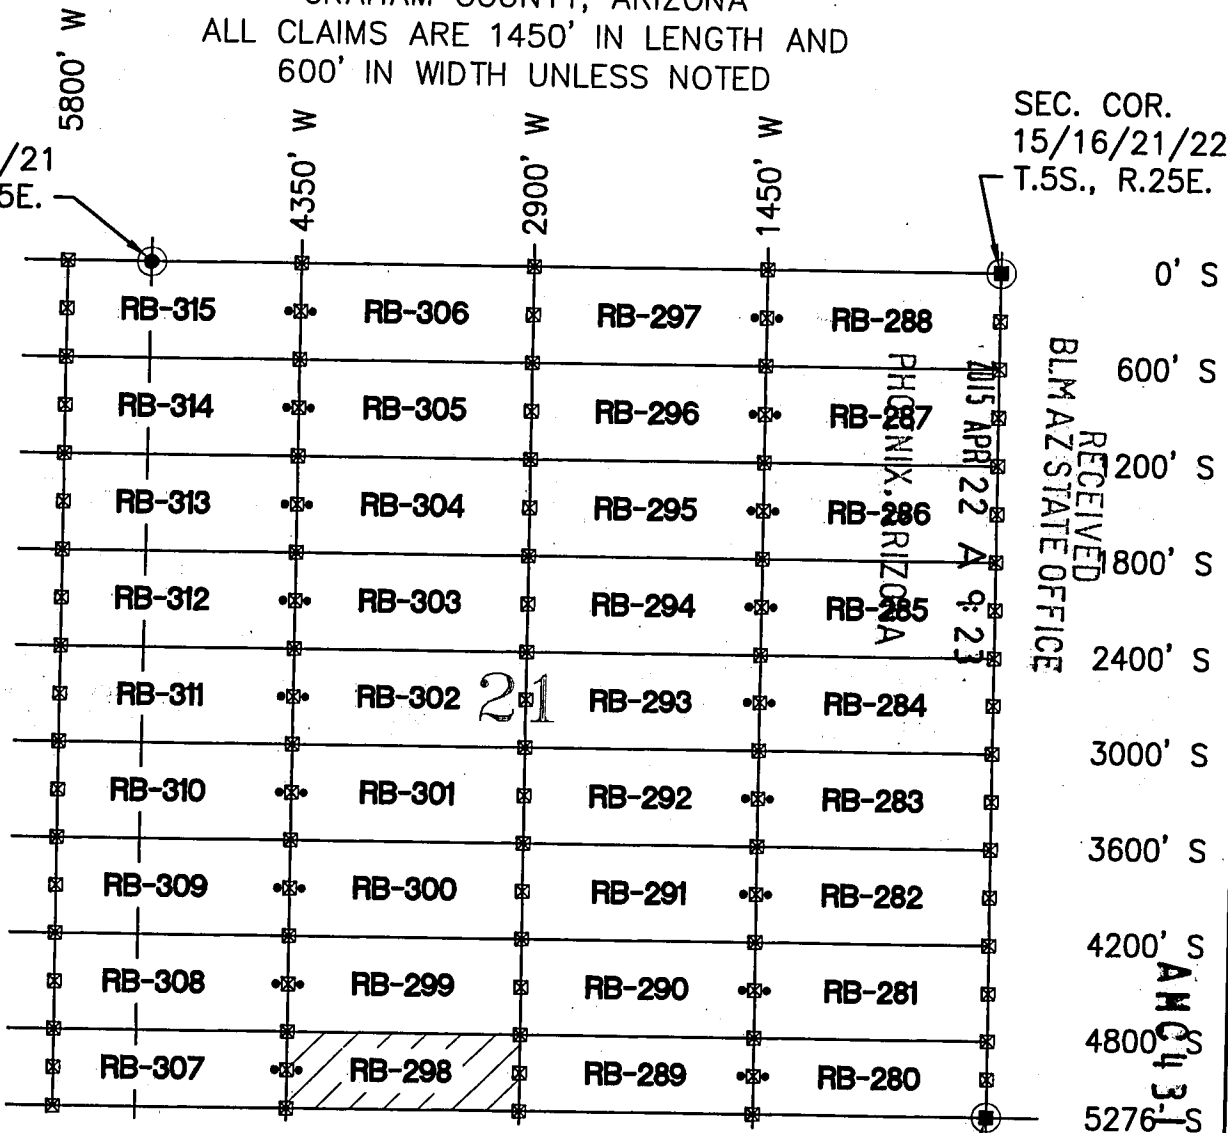 GRAHAM COUNTY, ARIZONA
ALL CLAIMS ARE 1450' IN LENGTH AND
600' IN WIDTH UNLESS NOTED
5800' W
4350' W
2900' W
1450' W
SEC. COR.
15/16/21/22
T.5S., R.25E.
/21
5E.
0' S
RB-315 RB-306 RB-297 RB-288
600' S
RB-314 RB-305 RB-296 RB-287
1200' S
RB-313 RB-304 RB-295 RB-286
1800' S
RB-312 RB-303 RB-294 RB-285
2400' S
RB-311 RB-302 21 RB-293 RB-284
3000' S
RB-310 RB-301 RB-292 RB-283
3600' S
RB-309 RB-300 RB-291 RB-282
4200' S
RB-308 RB-299 RB-290 RB-281
4800' S
RB-307 RB-298 RB-289 RB-280
5276' S
RECEIVED
BLM AZ STATE OFFICE
2015 APR 22 A 9:23
PHOENIX, ARIZONA